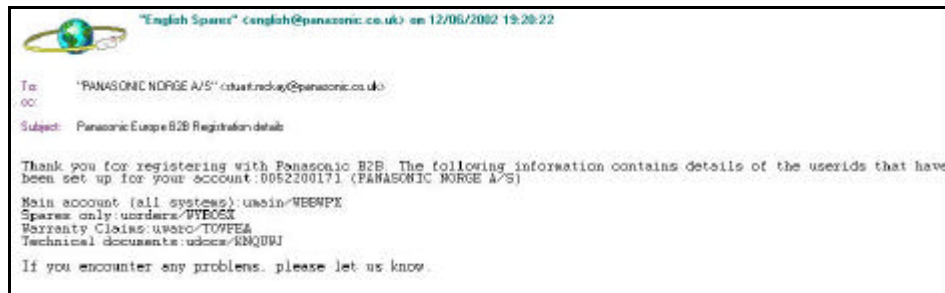 "English Spares" <english@panasonic.co.uk> on 12/06/2002 19:20:22
To: "PANASONIC NORGE A/S" <stuart.mckay@panasonic.co.uk>
cc:
Subject: Panasonic Europe B2B Registration details
Thank you for registering with Panasonic B2B. The following information contains details of the userids that have
been set up for your account:0052200171 (PANASONIC NORGE A/S)
Main account (all systems):umain/
Spares only:uorders/
Warranty Claims:uwarc/
Technical documents:udocs/
If you encounter any problems, please let us know.